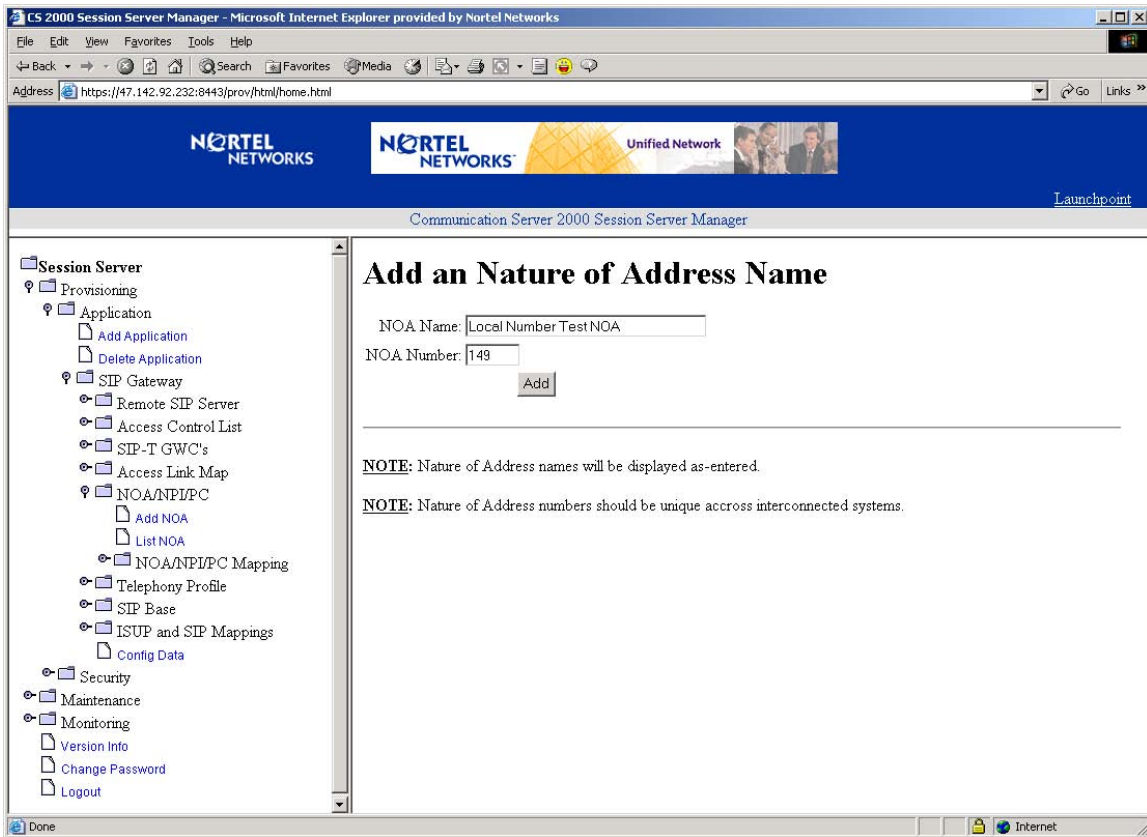 CS 2000 Session Server Manager - Microsoft Internet Explorer provided by Nortel Networks
File Edit View Favorites Tools Help
Back Search Favorites Media
Address https://47.142.92.232:8443/prov/html/home.html Go Links »
NORTEL NETWORKS
NORTEL NETWORKS™ Unified Network
Launchpoint
Communication Server 2000 Session Server Manager
Session Server
Provisioning
Application
Add Application
Delete Application
SIP Gateway
Remote SIP Server
Access Control List
SIP-T GWC's
Access Link Map
NOA/NPI/PC
Add NOA
List NOA
NOA/NPI/PC Mapping
Telephony Profile
SIP Base
ISUP and SIP Mappings
Config Data
Security
Maintenance
Monitoring
Version Info
Change Password
Logout
Add an Nature of Address Name
NOA Name: Local Number Test NOA
NOA Number: 149
Add
NOTE: Nature of Address names will be displayed as-entered.
NOTE: Nature of Address numbers should be unique accross interconnected systems.
Done Internet